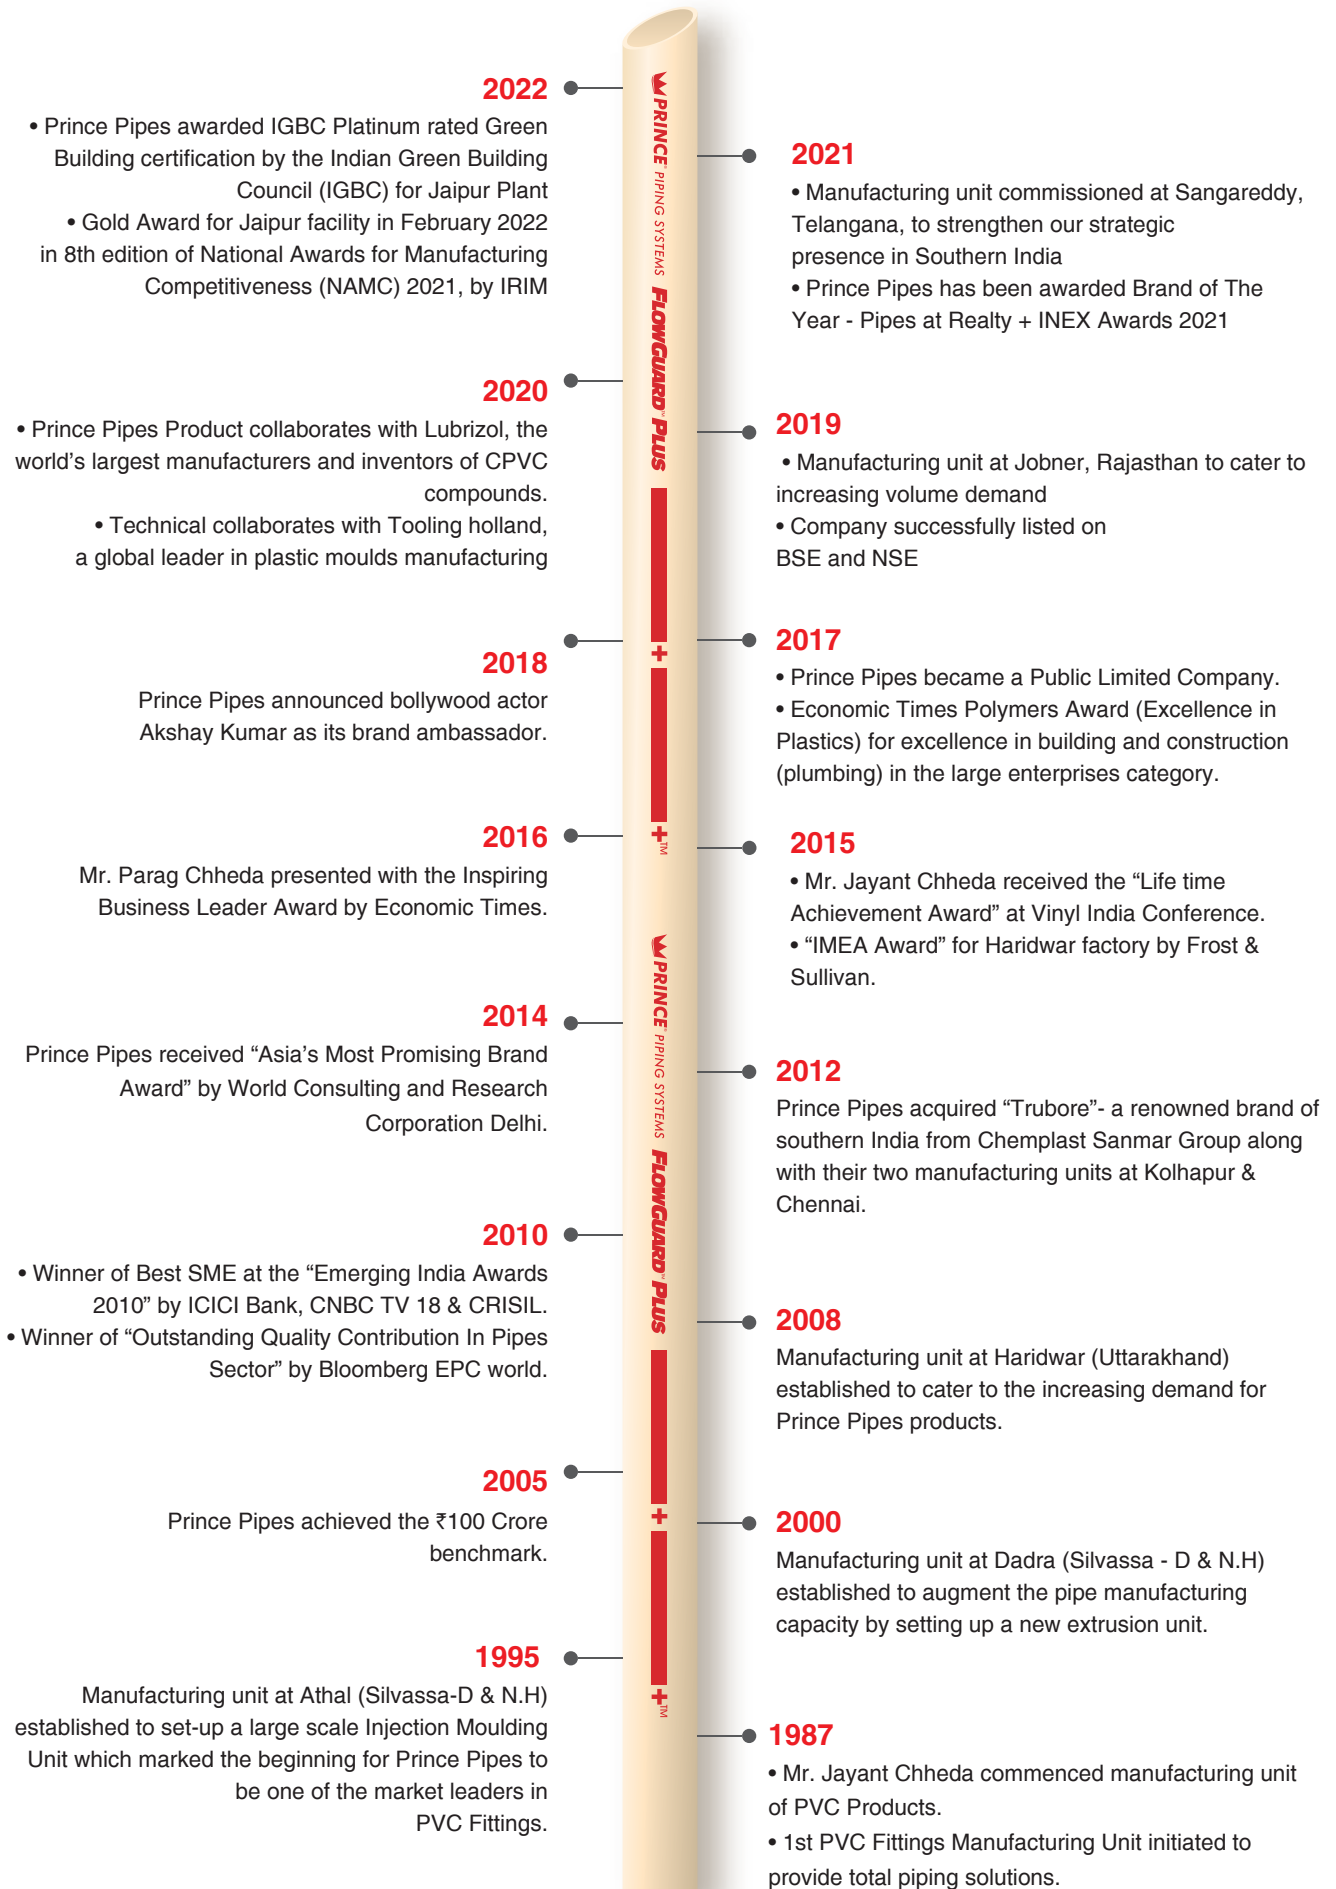 2022
• Prince Pipes awarded IGBC Platinum rated Green
Building certification by the Indian Green Building
Council (IGBC) for Jaipur Plant
• Gold Award for Jaipur facility in February 2022
in 8th edition of National Awards for Manufacturing
Competitiveness (NAMC) 2021, by IRIM
2021
• Manufacturing unit commissioned at Sangareddy,
Telangana, to strengthen our strategic
presence in Southern India
• Prince Pipes has been awarded Brand of The
Year - Pipes at Realty + INEX Awards 2021
2020
• Prince Pipes Product collaborates with Lubrizol, the
world’s largest manufacturers and inventors of CPVC
compounds.
• Technical collaborates with Tooling holland,
a global leader in plastic moulds manufacturing
2019
• Manufacturing unit at Jobner, Rajasthan to cater to
increasing volume demand
• Company successfully listed on
BSE and NSE
2018
Prince Pipes announced bollywood actor
Akshay Kumar as its brand ambassador.
2017
• Prince Pipes became a Public Limited Company.
• Economic Times Polymers Award (Excellence in
Plastics) for excellence in building and construction
(plumbing) in the large enterprises category.
2016
Mr. Parag Chheda presented with the Inspiring
Business Leader Award by Economic Times.
2015
• Mr. Jayant Chheda received the “Life time
Achievement Award” at Vinyl India Conference.
• “IMEA Award” for Haridwar factory by Frost &
Sullivan.
2014
Prince Pipes received “Asia’s Most Promising Brand
Award” by World Consulting and Research
Corporation Delhi.
2012
Prince Pipes acquired “Trubore”- a renowned brand of
southern India from Chemplast Sanmar Group along
with their two manufacturing units at Kolhapur &
Chennai.
2010
• Winner of Best SME at the “Emerging India Awards
2010” by ICICI Bank, CNBC TV 18 & CRISIL.
• Winner of “Outstanding Quality Contribution In Pipes
Sector” by Bloomberg EPC world.
2008
Manufacturing unit at Haridwar (Uttarakhand)
established to cater to the increasing demand for
Prince Pipes products.
2005
Prince Pipes achieved the ₹100 Crore
benchmark.
2000
Manufacturing unit at Dadra (Silvassa - D & N.H)
established to augment the pipe manufacturing
capacity by setting up a new extrusion unit.
1995
Manufacturing unit at Athal (Silvassa-D & N.H)
established to set-up a large scale Injection Moulding
Unit which marked the beginning for Prince Pipes to
be one of the market leaders in
PVC Fittings.
1987
• Mr. Jayant Chheda commenced manufacturing unit
of PVC Products.
• 1st PVC Fittings Manufacturing Unit initiated to
provide total piping solutions.
PRINCE® PIPING SYSTEMS FLOWGUARD™ PLUS + +™
PRINCE® PIPING SYSTEMS FLOWGUARD™ PLUS + +™